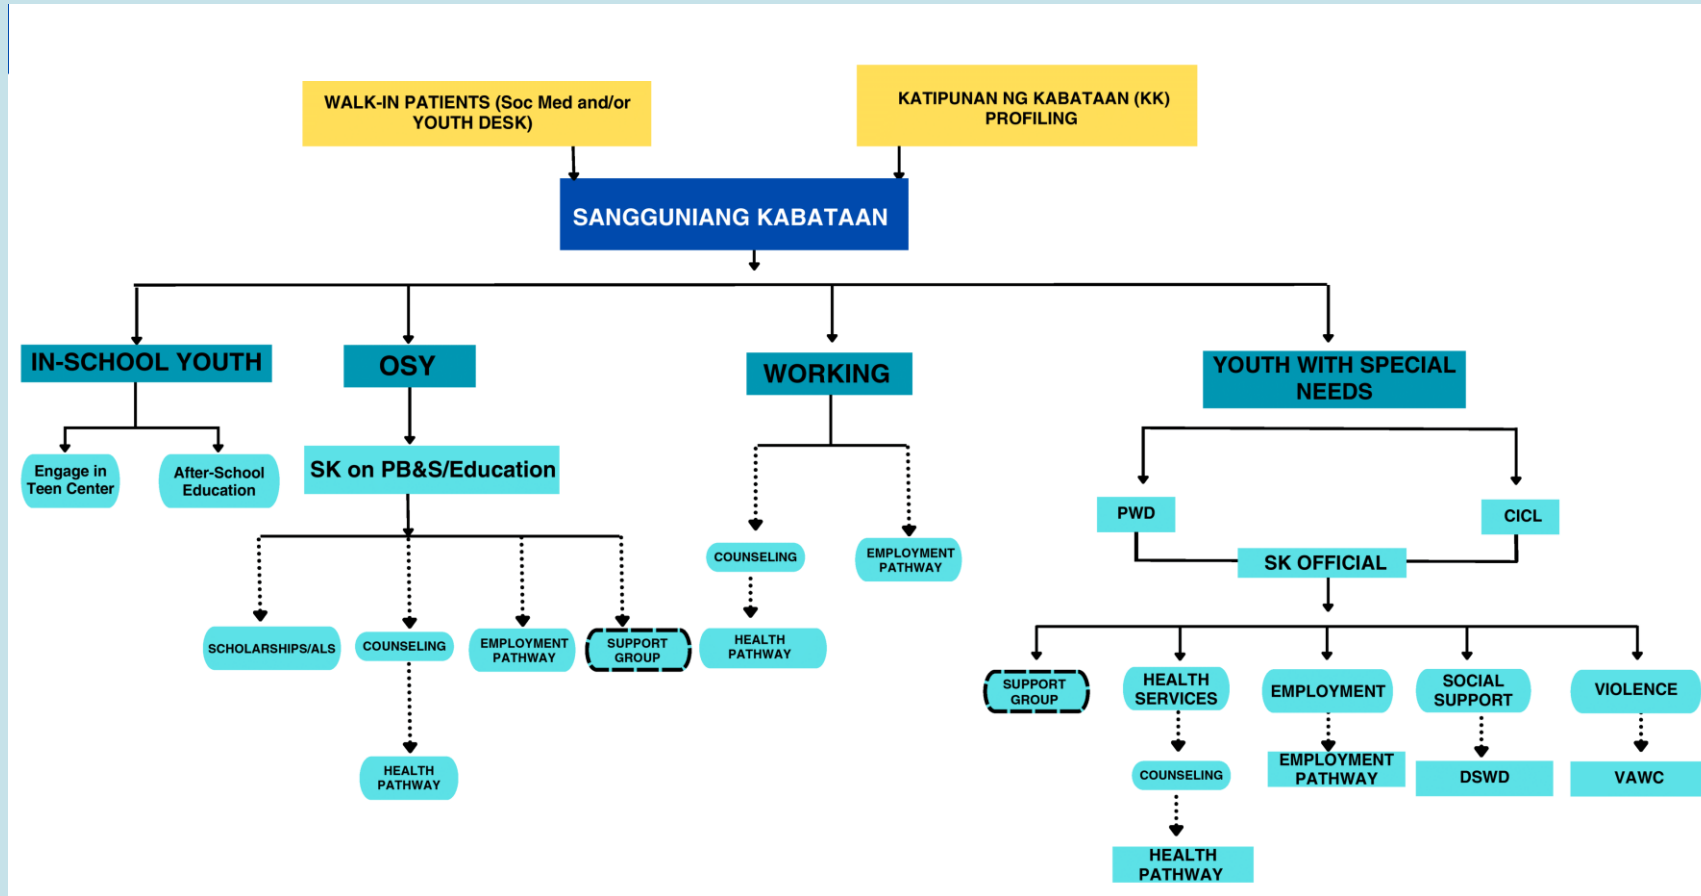 WALK-IN PATIENTS (Soc Med and/or
YOUTH DESK)
KATIPUNAN NG KABATAAN (KK)
PROFILING
SANGGUNIANG KABATAAN
IN-SCHOOL YOUTH
OSY
WORKING
YOUTH WITH SPECIAL
NEEDS
Engage in
Teen Center
After-School
Education
SK on PB&S/Education
PWD
CICL
SK OFFICIAL
COUNSELING
EMPLOYMENT
PATHWAY
HEALTH
PATHWAY
SCHOLARSHIPS/ALS
COUNSELING
EMPLOYMENT
PATHWAY
SUPPORT
GROUP
HEALTH
PATHWAY
SUPPORT
GROUP
HEALTH
SERVICES
EMPLOYMENT
SOCIAL
SUPPORT
VIOLENCE
COUNSELING
EMPLOYMENT
PATHWAY
DSWD
VAWC
HEALTH
PATHWAY